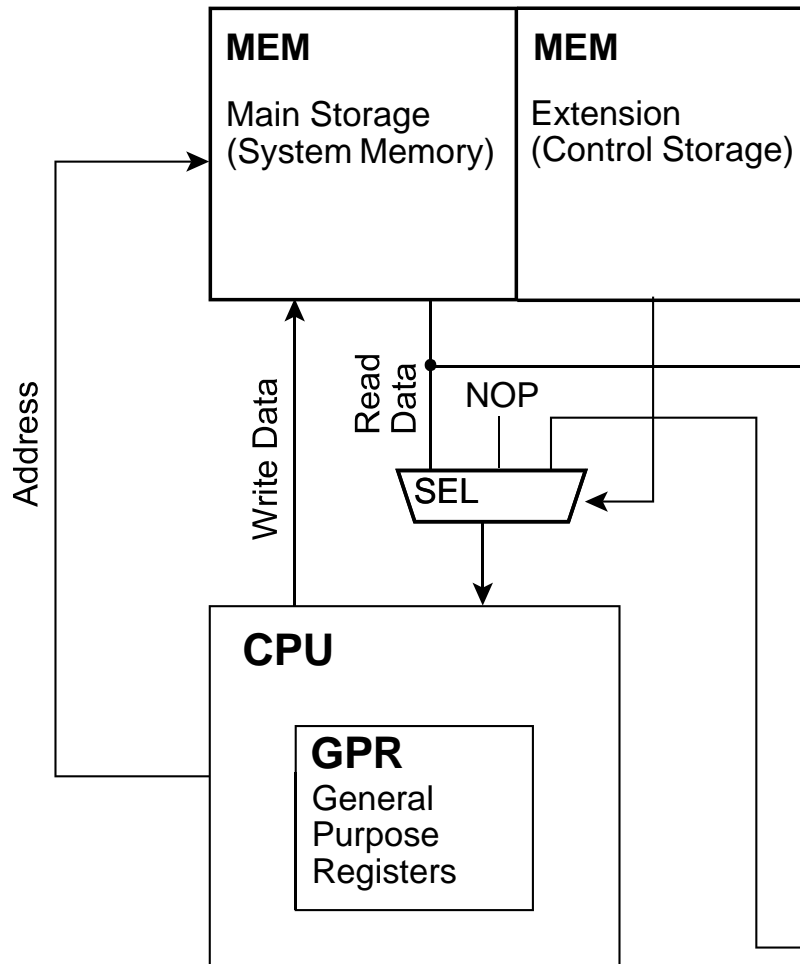 MEM
Main Storage
(System Memory)
MEM
Extension
(Control Storage)
Address
Write Data
Read
Data
NOP
SEL
CPU
GPR
General
Purpose
Registers